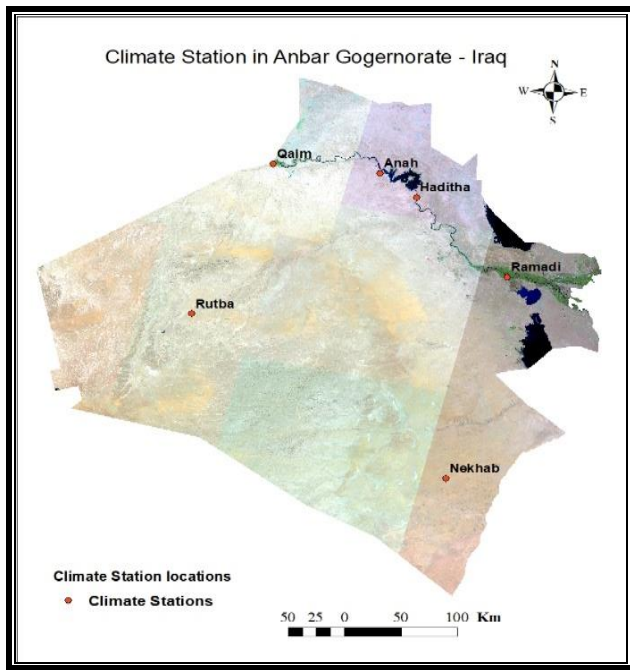 Climate Station in Anbar Gogernorate - Iraq
N
W E
S
Qaim
Anah
Haditha
Ramadi
Rutba
Nekhab
Climate Station locations
Climate Stations
50 25 0 50 100 Km